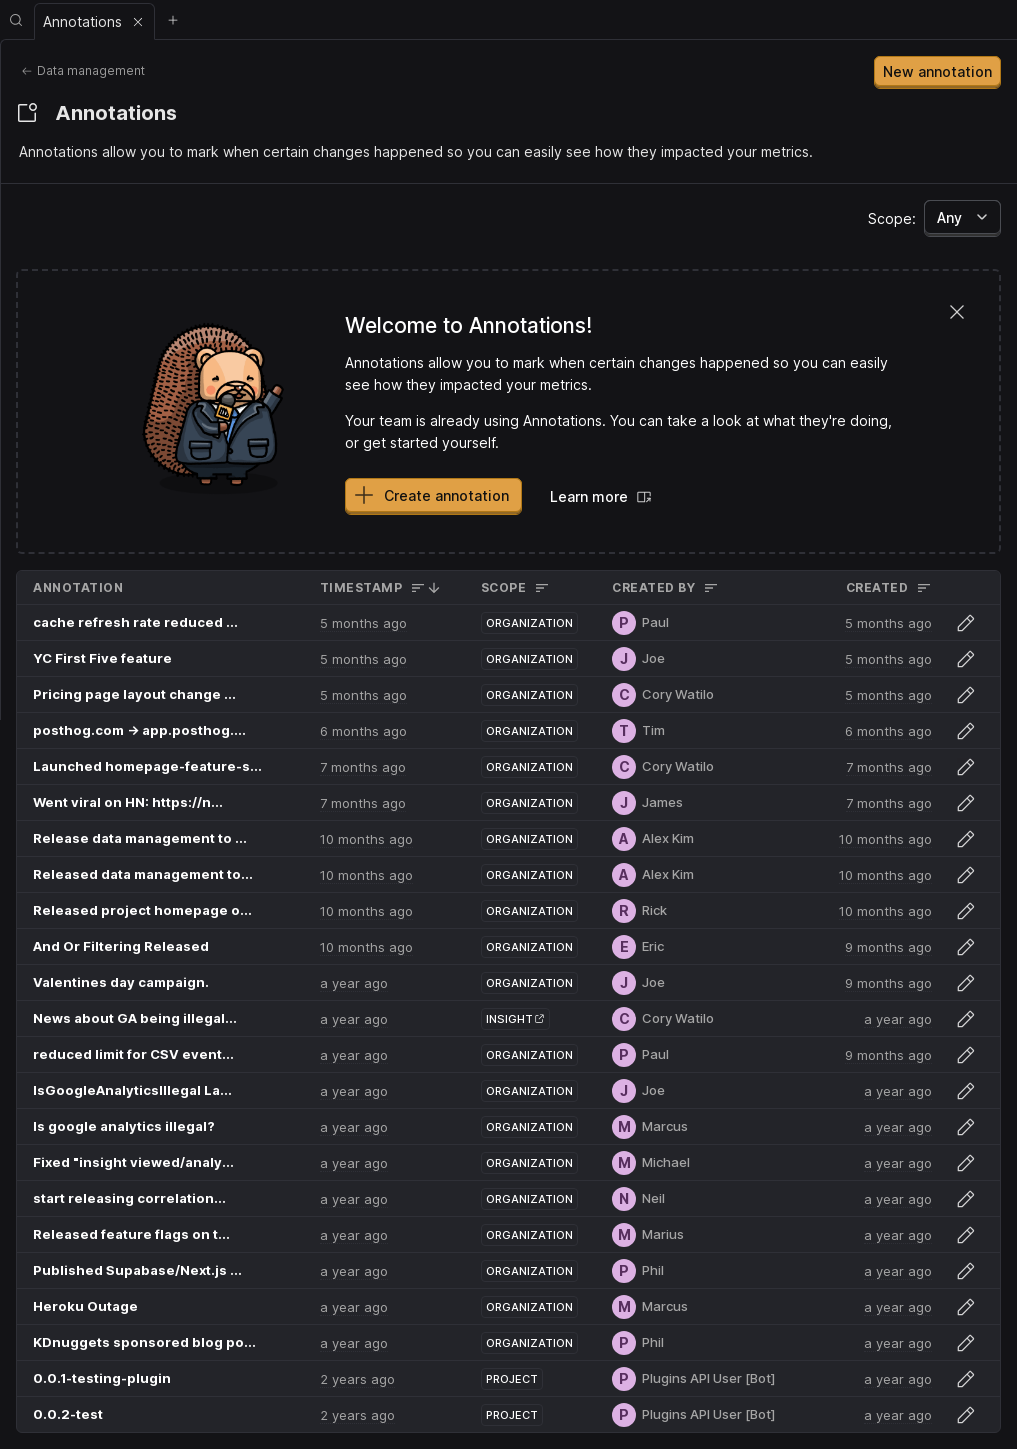 Annotations
Data management
New annotation
Annotations
Annotations allow you to mark when certain changes happened so you can easily see how they impacted your metrics.
Scope: Any
Welcome to Annotations!
Annotations allow you to mark when certain changes happened so you can easily
see how they impacted your metrics.
Your team is already using Annotations. You can take a look at what they're doing,
or get started yourself.
Create annotation Learn more
ANNOTATION TIMESTAMP SCOPE CREATED BY CREATED
cache refresh rate reduced ... 5 months ago ORGANIZATION P Paul 5 months ago
YC First Five feature 5 months ago ORGANIZATION J Joe 5 months ago
Pricing page layout change ... 5 months ago ORGANIZATION C Cory Watilo 5 months ago
posthog.com → app.posthog.... 6 months ago ORGANIZATION T Tim 6 months ago
Launched homepage-feature-s... 7 months ago ORGANIZATION C Cory Watilo 7 months ago
Went viral on HN: https://n... 7 months ago ORGANIZATION J James 7 months ago
Release data management to ... 10 months ago ORGANIZATION A Alex Kim 10 months ago
Released data management to... 10 months ago ORGANIZATION A Alex Kim 10 months ago
Released project homepage o... 10 months ago ORGANIZATION R Rick 10 months ago
And Or Filtering Released 10 months ago ORGANIZATION E Eric 9 months ago
Valentines day campaign. a year ago ORGANIZATION J Joe 9 months ago
News about GA being illegal... a year ago INSIGHT C Cory Watilo a year ago
reduced limit for CSV event... a year ago ORGANIZATION P Paul 9 months ago
IsGoogleAnalyticsIllegal La... a year ago ORGANIZATION J Joe a year ago
Is google analytics illegal? a year ago ORGANIZATION M Marcus a year ago
Fixed "insight viewed/analy... a year ago ORGANIZATION M Michael a year ago
start releasing correlation... a year ago ORGANIZATION N Neil a year ago
Released feature flags on t... a year ago ORGANIZATION M Marius a year ago
Published Supabase/Next.js ... a year ago ORGANIZATION P Phil a year ago
Heroku Outage a year ago ORGANIZATION M Marcus a year ago
KDnuggets sponsored blog po... a year ago ORGANIZATION P Phil a year ago
0.0.1-testing-plugin 2 years ago PROJECT P Plugins API User [Bot] a year ago
0.0.2-test 2 years ago PROJECT P Plugins API User [Bot] a year ago